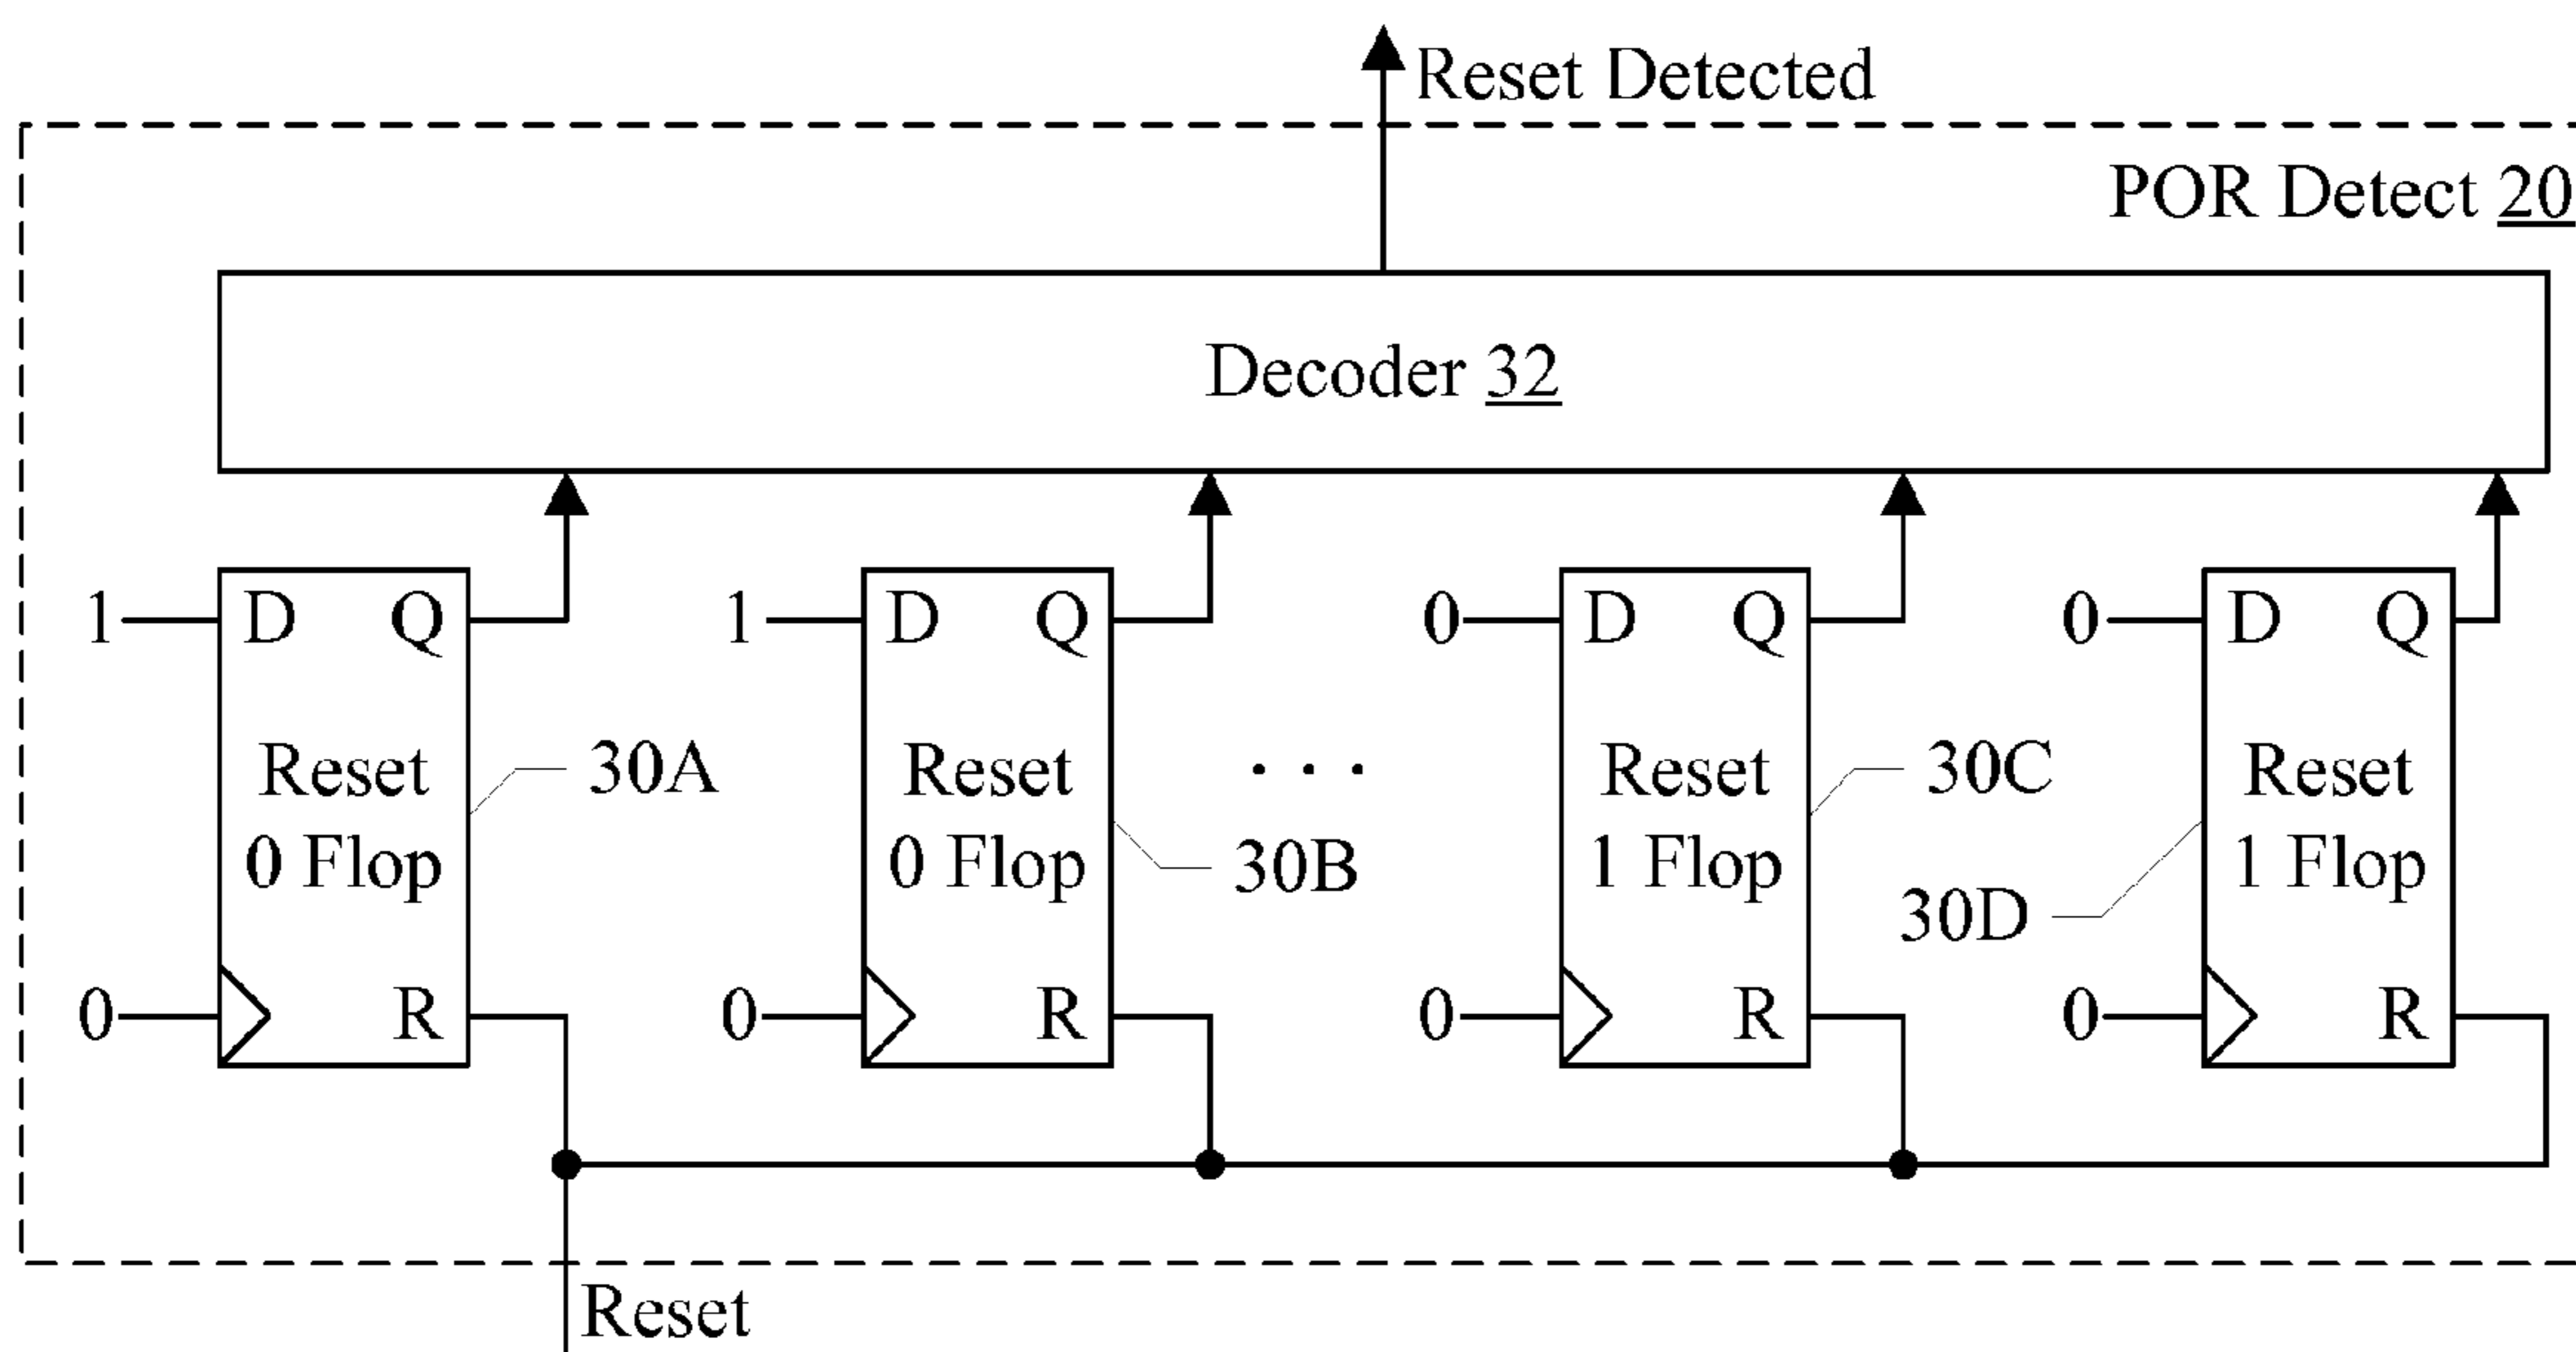 Reset Detected
POR Detect 20
Decoder 32
1 D Q
1 D Q
0 D Q
0 D Q
Reset
0 Flop
30A
Reset
0 Flop
30B
. . .
Reset
1 Flop
30C
Reset
1 Flop
30D
0 R
0 R
0 R
0 R
Reset